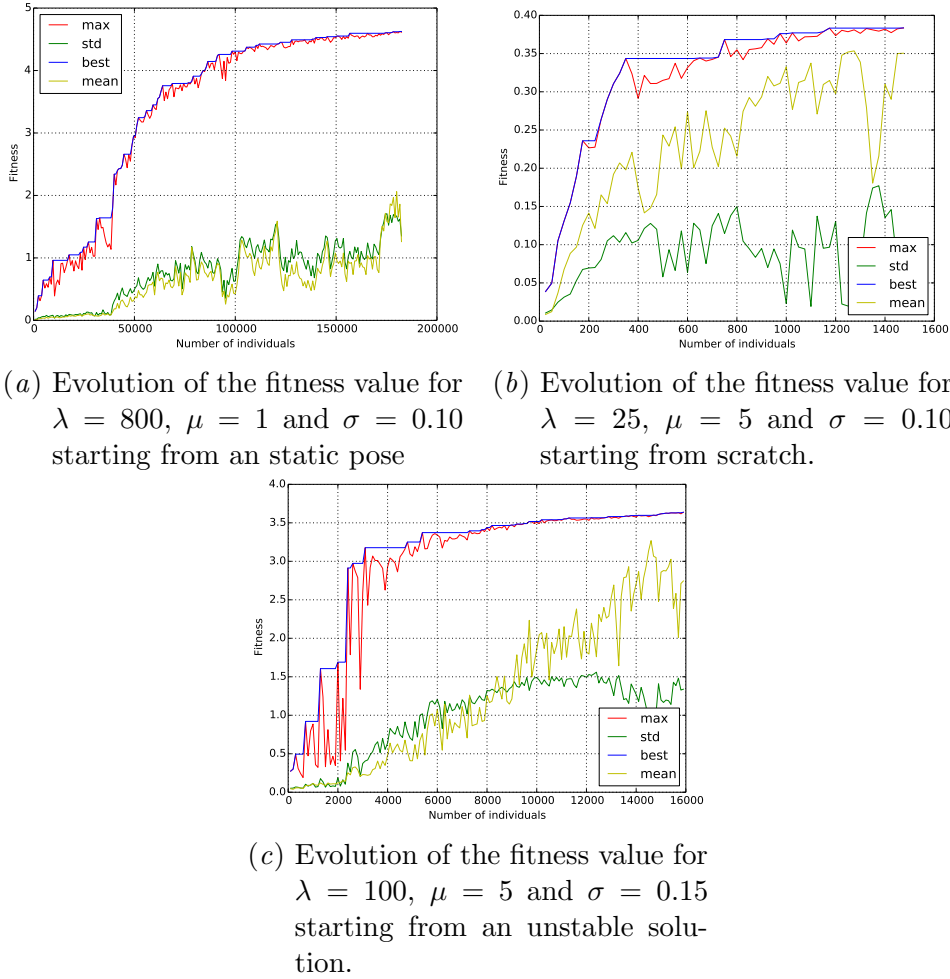 5
4
3
2
1
0
Fitness
max
std
best
mean
0
50000
100000
150000
200000
Number of individuals
0.40
0.35
0.30
0.25
0.20
0.15
0.10
0.05
0.00
Fitness
max
std
best
mean
0
200
400
600
800
1000
1200
1400
1600
Number of individuals
(a) Evolution of the fitness value for
λ = 800, μ = 1 and σ = 0.10
starting from an static pose
(b) Evolution of the fitness value for
λ = 25, μ = 5 and σ = 0.10
starting from scratch.
4.0
3.5
3.0
2.5
2.0
1.5
1.0
0.5
0.0
Fitness
max
std
best
mean
0
2000
4000
6000
8000
10000
12000
14000
16000
Number of individuals
(c) Evolution of the fitness value for
λ = 100, μ = 5 and σ = 0.15
starting from an unstable solu-
tion.